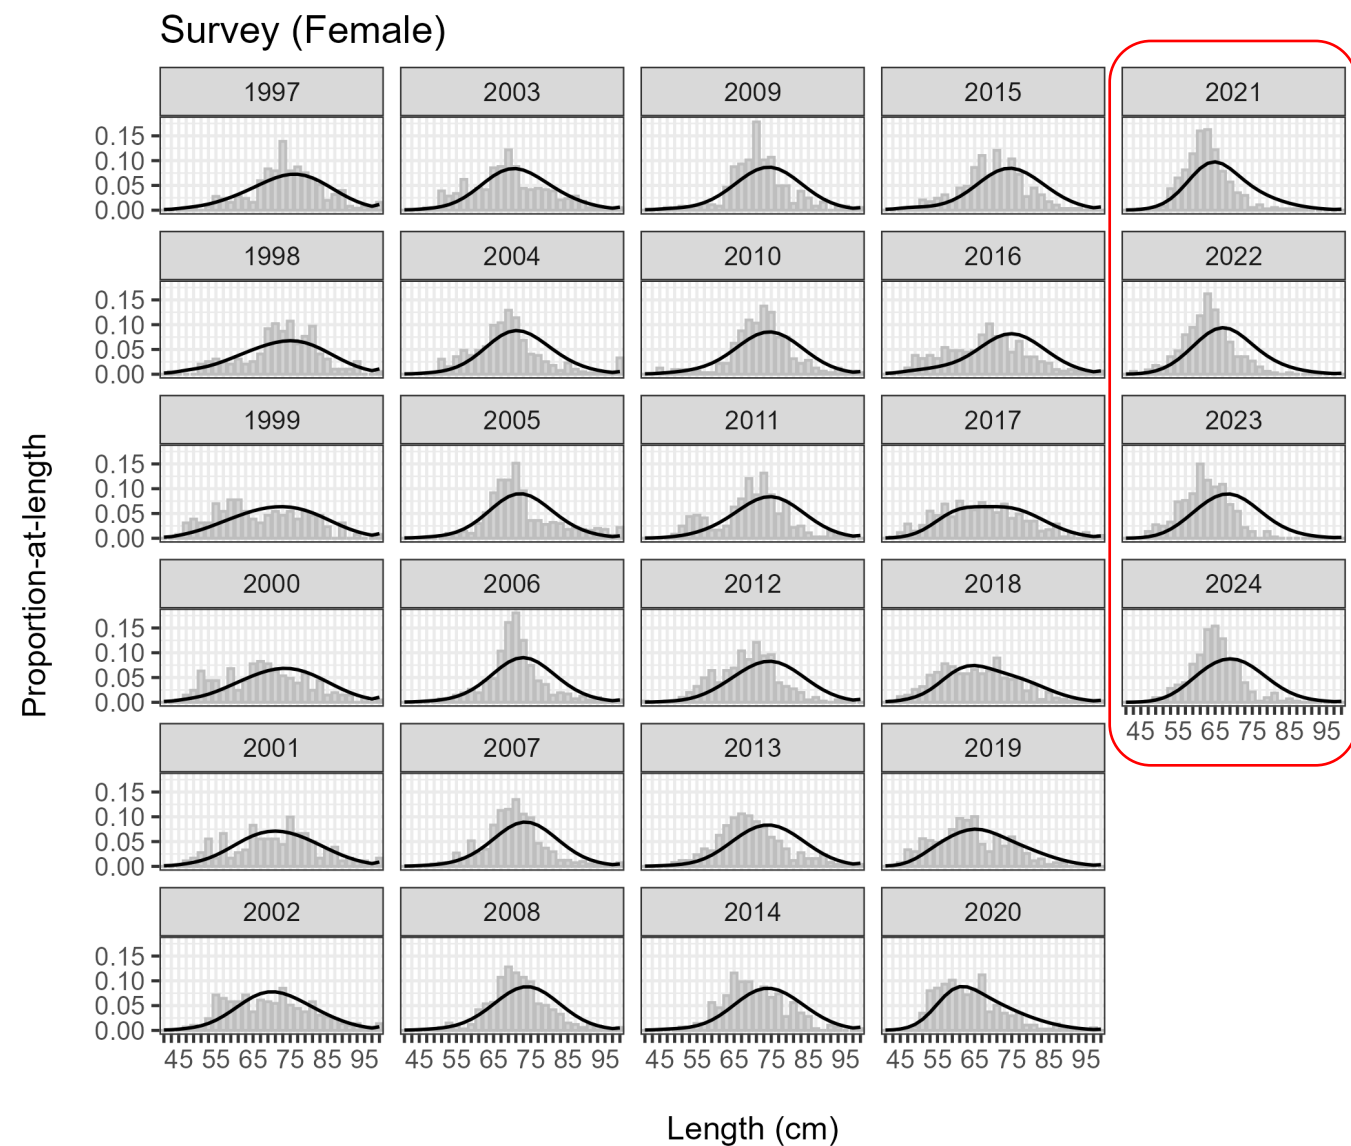 Survey (Female)
1997 2003 2009 2015 2021
0.15
0.10
0.05
0.00
1998 2004 2010 2016 2022
0.15
0.10
0.05
0.00
1999 2005 2011 2017 2023
0.15
0.10
0.05
0.00
2000 2006 2012 2018 2024
0.15
0.10
0.05
0.00
45 55 65 75 85 95
2001 2007 2013 2019
0.15
0.10
0.05
0.00
2002 2008 2014 2020
0.15
0.10
0.05
0.00
45 55 65 75 85 95 45 55 65 75 85 95 45 55 65 75 85 95 45 55 65 75 85 95
Proportion-at-length
Length (cm)